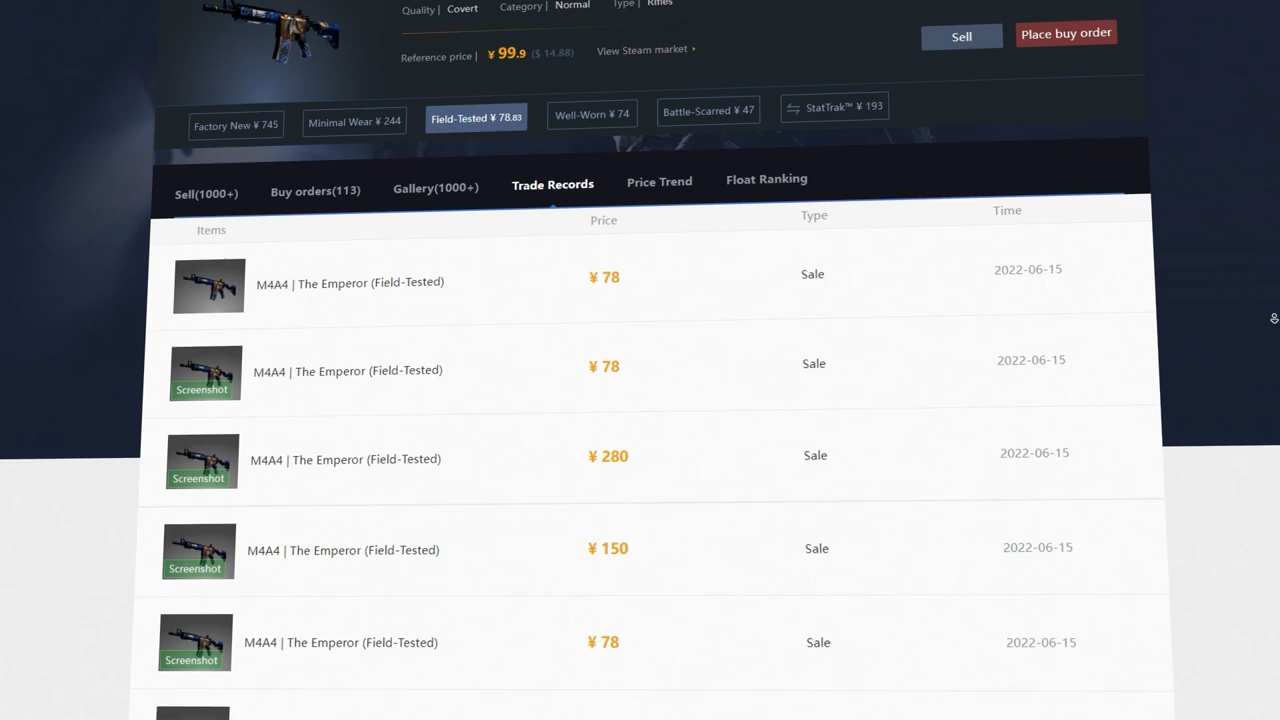 Quality | Covert Category | Normal Type | Rifles
Reference price | ¥ 99.9 ($ 14.88) View Steam market
Sell
Place buy order
Factory New ¥ 745
Minimal Wear ¥ 244
Field-Tested ¥ 78.83
Well-Worn ¥ 74
Battle-Scarred ¥ 47
StatTrak™ ¥ 193
Sell(1000+) Buy orders(113) Gallery(1000+) Trade Records Price Trend Float Ranking
Items Price Type Time
M4A4 | The Emperor (Field-Tested) ¥ 78 Sale 2022-06-15
M4A4 | The Emperor (Field-Tested) ¥ 78 Sale 2022-06-15
Screenshot
M4A4 | The Emperor (Field-Tested) ¥ 280 Sale 2022-06-15
Screenshot
M4A4 | The Emperor (Field-Tested) ¥ 150 Sale 2022-06-15
Screenshot
M4A4 | The Emperor (Field-Tested) ¥ 78 Sale 2022-06-15
Screenshot